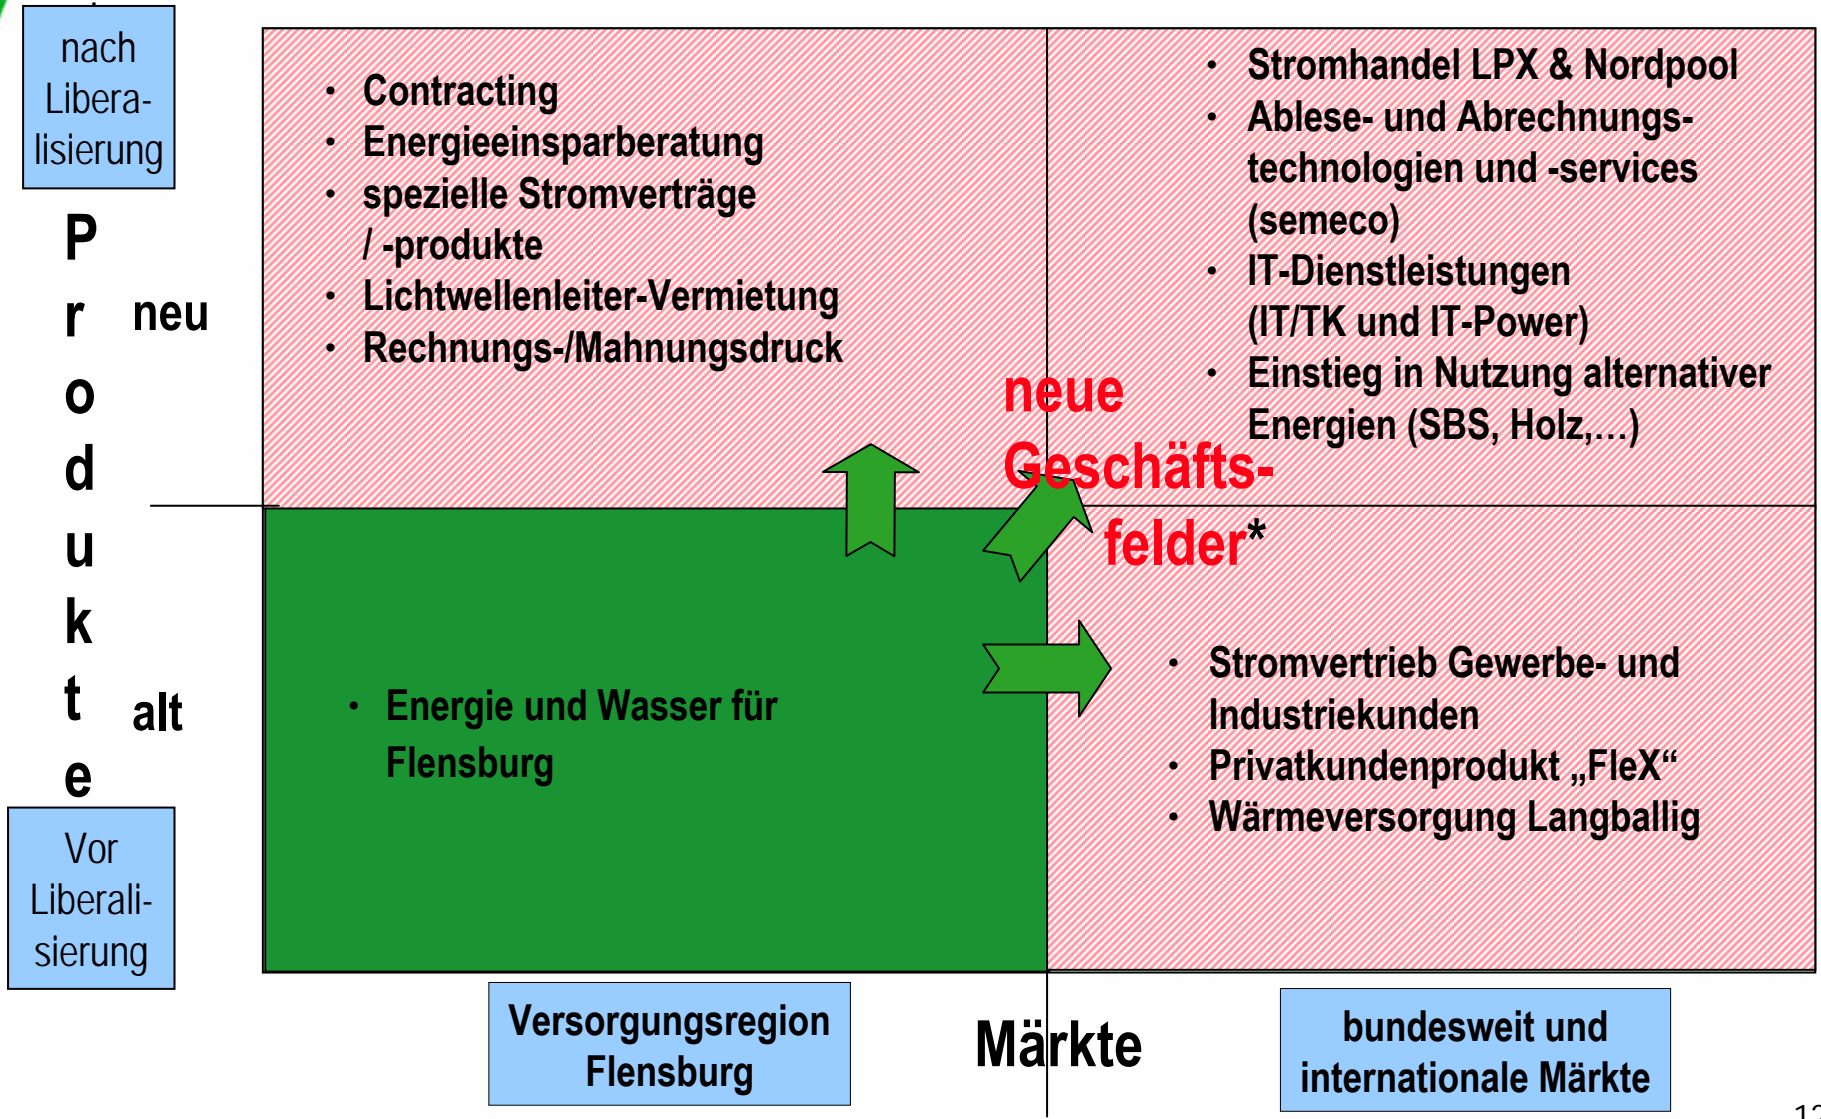 nach
Libera-
lisierung
· Contracting
· Energieeinsparberatung
· spezielle Stromverträge
/ -produkte
· Lichtwellenleiter-Vermietung
· Rechnungs-/Mahnungsdruck
· Stromhandel LPX & Nordpool
· Ablese- und Abrechnungs-
technologien und -services
(semeco)
· IT-Dienstleistungen
(IT/TK und IT-Power)
· Einstieg in Nutzung alternativer
Energien (SBS, Holz,…)
Produkte
neu
alt
neue
Geschäfts-
felder*
· Energie und Wasser für
Flensburg
· Stromvertrieb Gewerbe- und
Industriekunden
· Privatkundenprodukt „FleX“
· Wärmeversorgung Langballig
Vor
Liberali-
sierung
Versorgungsregion
Flensburg
Märkte
bundesweit und
internationale Märkte